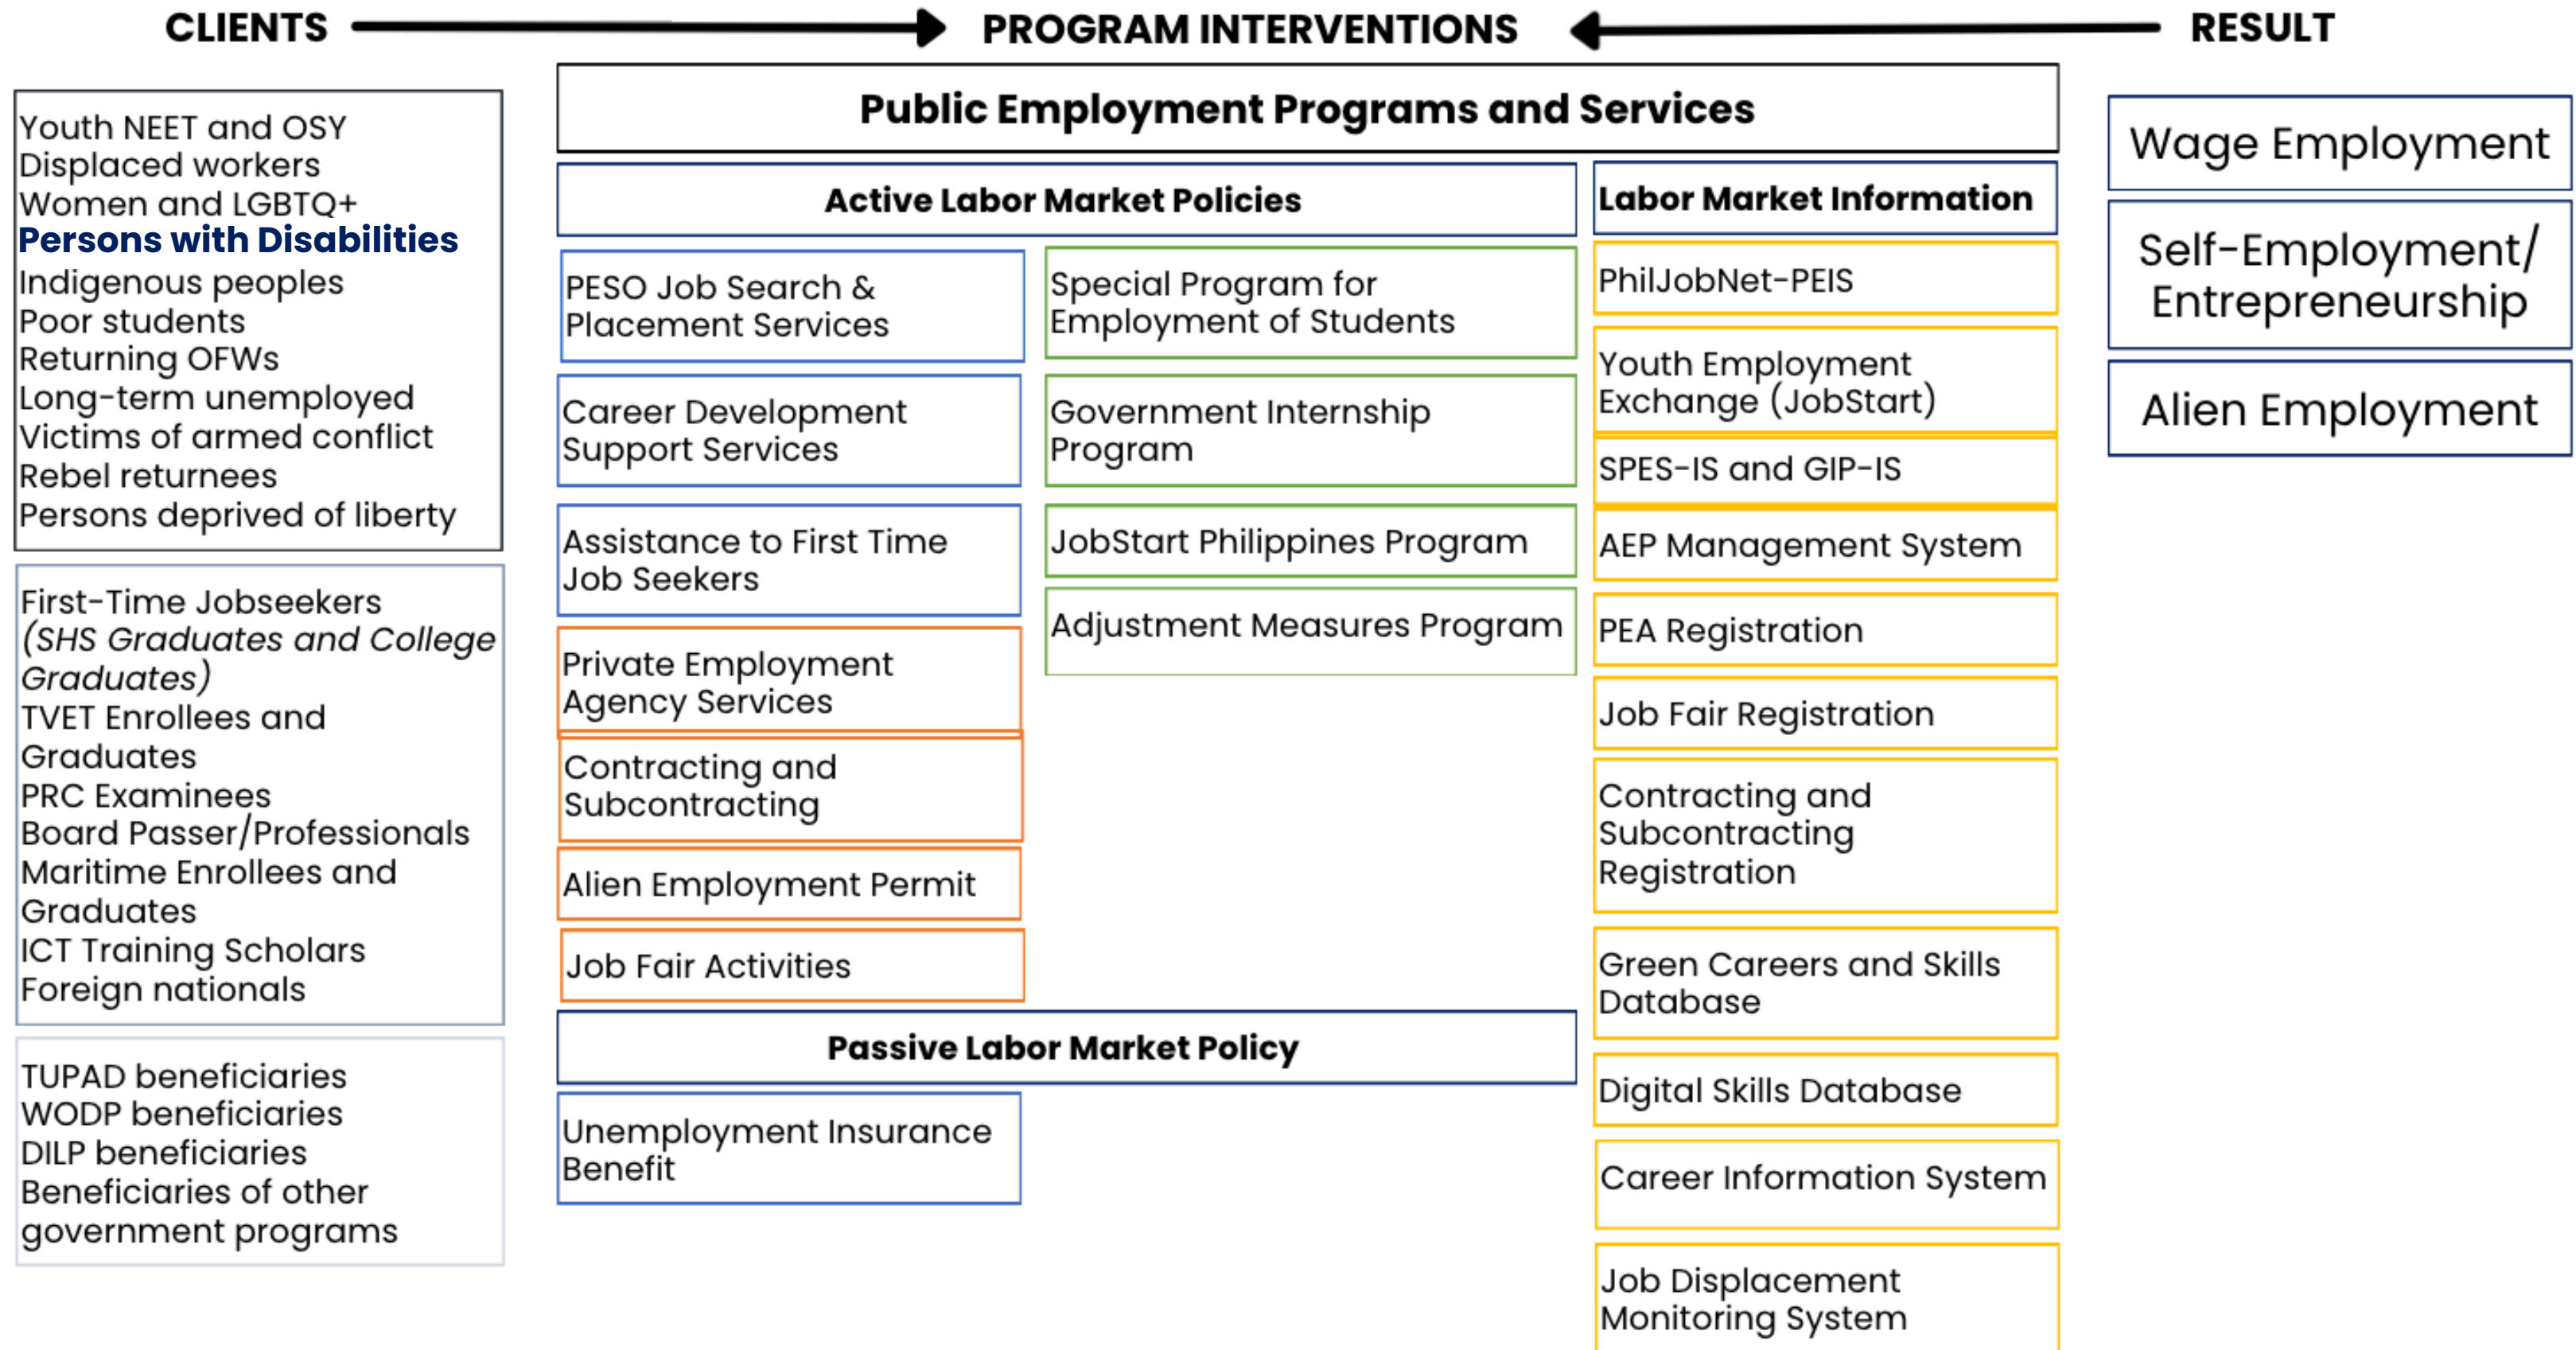 CLIENTS
PROGRAM INTERVENTIONS
RESULT
Youth NEET and OSY
Displaced workers
Women and LGBTQ+
Persons with Disabilities
Indigenous peoples
Poor students
Returning OFWs
Long-term unemployed
Victims of armed conflict
Rebel returnees
Persons deprived of liberty
First-Time Jobseekers
(SHS Graduates and College
Graduates)
TVET Enrollees and
Graduates
PRC Examinees
Board Passer/Professionals
Maritime Enrollees and
Graduates
ICT Training Scholars
Foreign nationals
TUPAD beneficiaries
WODP beneficiaries
DILP beneficiaries
Beneficiaries of other
government programs
Public Employment Programs and Services
Active Labor Market Policies
PESO Job Search &
Placement Services
Career Development
Support Services
Assistance to First Time
Job Seekers
Private Employment
Agency Services
Contracting and
Subcontracting
Alien Employment Permit
Job Fair Activities
Special Program for
Employment of Students
Government Internship
Program
JobStart Philippines Program
Adjustment Measures Program
Passive Labor Market Policy
Unemployment Insurance
Benefit
Labor Market Information
PhilJobNet-PEIS
Youth Employment
Exchange (JobStart)
SPES-IS and GIP-IS
AEP Management System
PEA Registration
Job Fair Registration
Contracting and
Subcontracting
Registration
Green Careers and Skills
Database
Digital Skills Database
Career Information System
Job Displacement
Monitoring System
Wage Employment
Self-Employment/
Entrepreneurship
Alien Employment